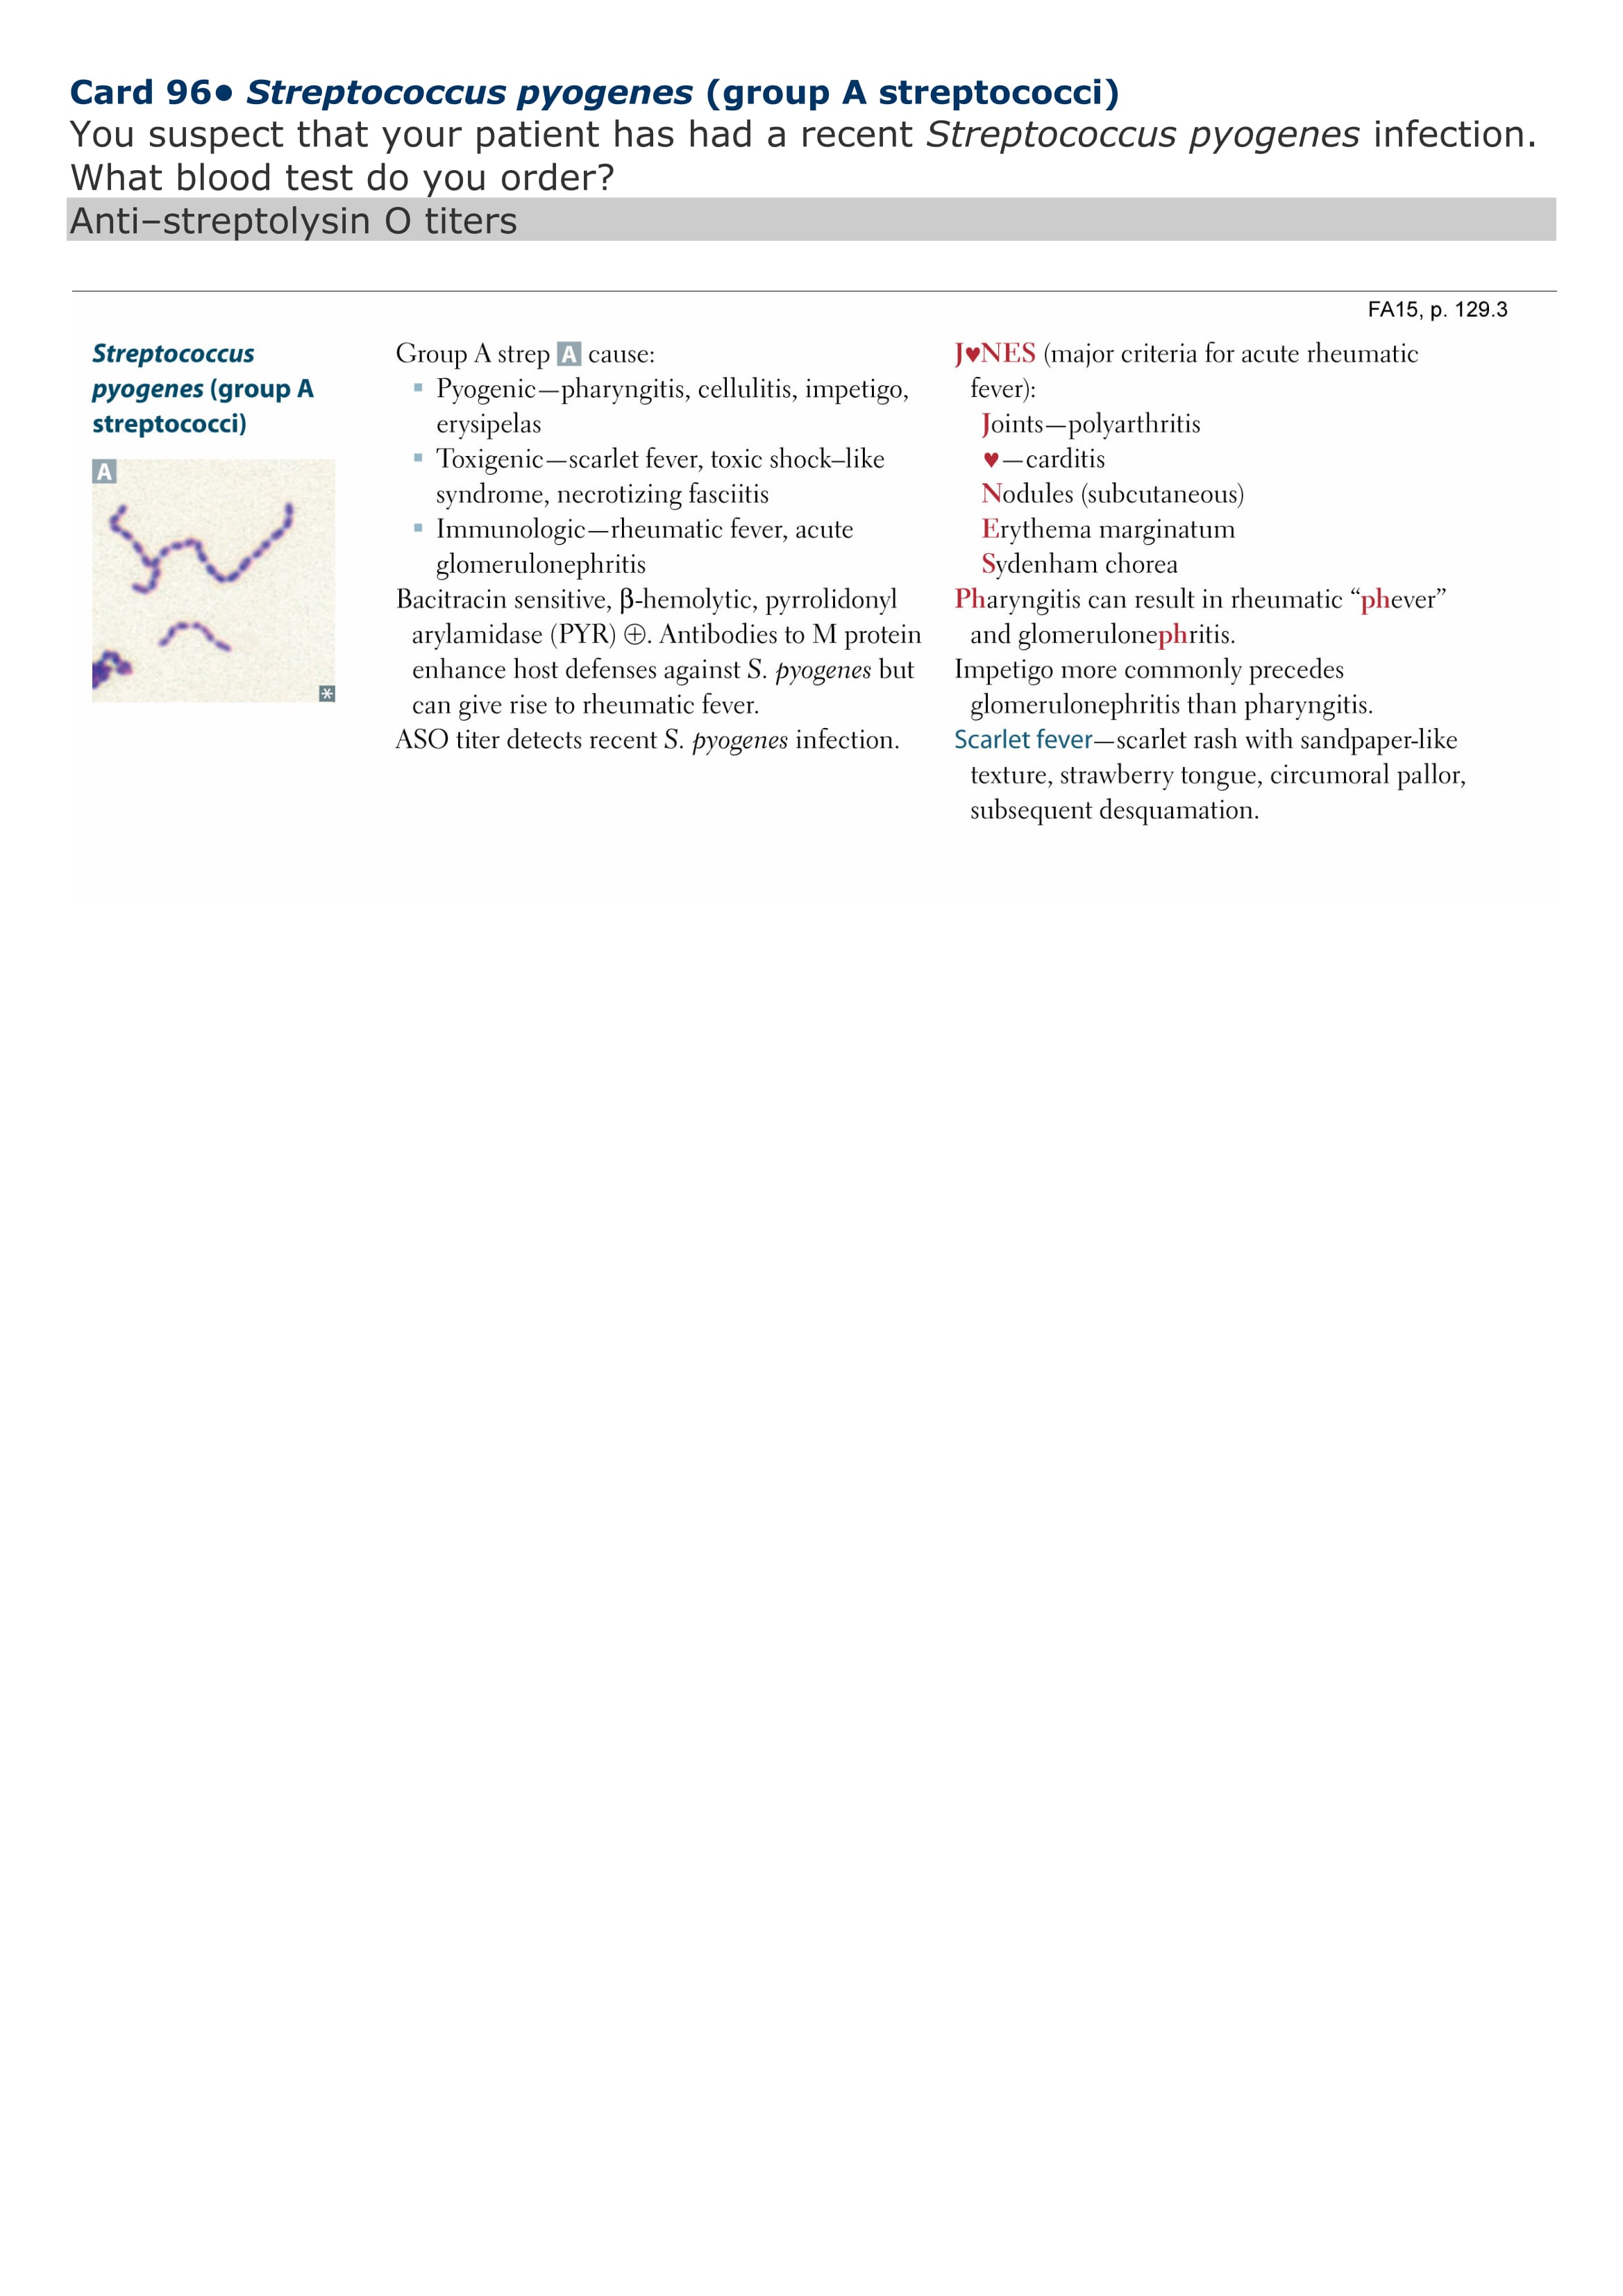 Card 96• Streptococcus pyogenes (group A streptococci)
You suspect that your patient has had a recent Streptococcus pyogenes infection.
What blood test do you order?
Anti–streptolysin O titers
FA15, p. 129.3
Streptococcus
pyogenes (group A
streptococci)
A
*
Group A strep A cause:
▪ Pyogenic—pharyngitis, cellulitis, impetigo,
erysipelas
▪ Toxigenic—scarlet fever, toxic shock–like
syndrome, necrotizing fasciitis
▪ Immunologic—rheumatic fever, acute
glomerulonephritis
Bacitracin sensitive, β-hemolytic, pyrrolidonyl
arylamidase (PYR) ⊕. Antibodies to M protein
enhance host defenses against S. pyogenes but
can give rise to rheumatic fever.
ASO titer detects recent S. pyogenes infection.
J♥NES (major criteria for acute rheumatic
fever):
Joints—polyarthritis
♥—carditis
Nodules (subcutaneous)
Erythema marginatum
Sydenham chorea
Pharyngitis can result in rheumatic “phever”
and glomerulonephritis.
Impetigo more commonly precedes
glomerulonephritis than pharyngitis.
Scarlet fever—scarlet rash with sandpaper-like
texture, strawberry tongue, circumoral pallor,
subsequent desquamation.